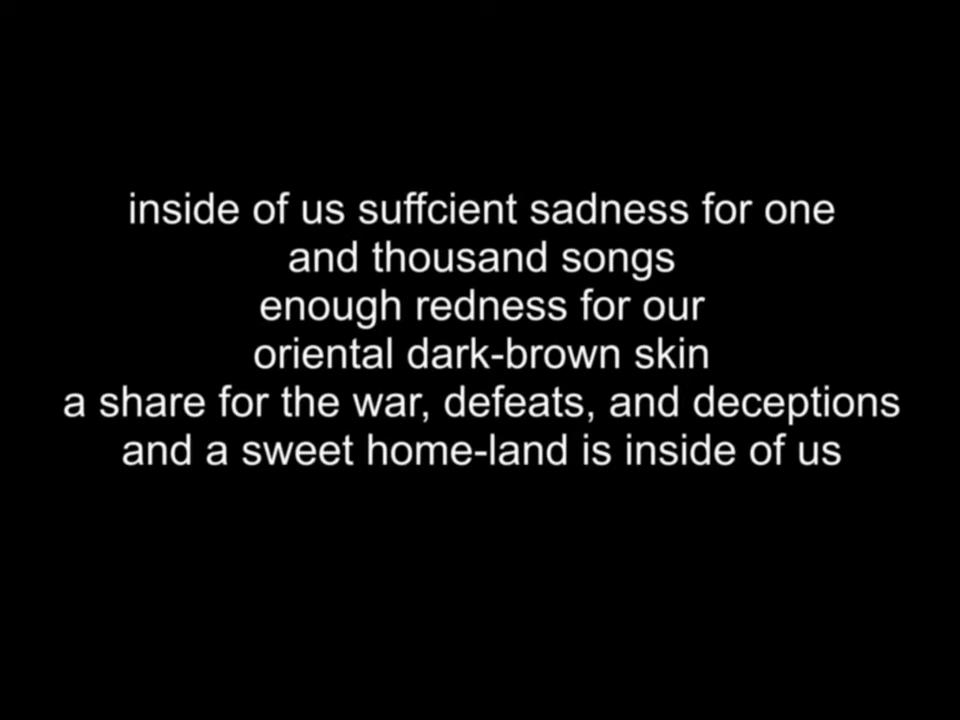 inside of us suffcient sadness for one
and thousand songs
enough redness for our
oriental dark-brown skin
a share for the war, defeats, and deceptions
and a sweet home-land is inside of us